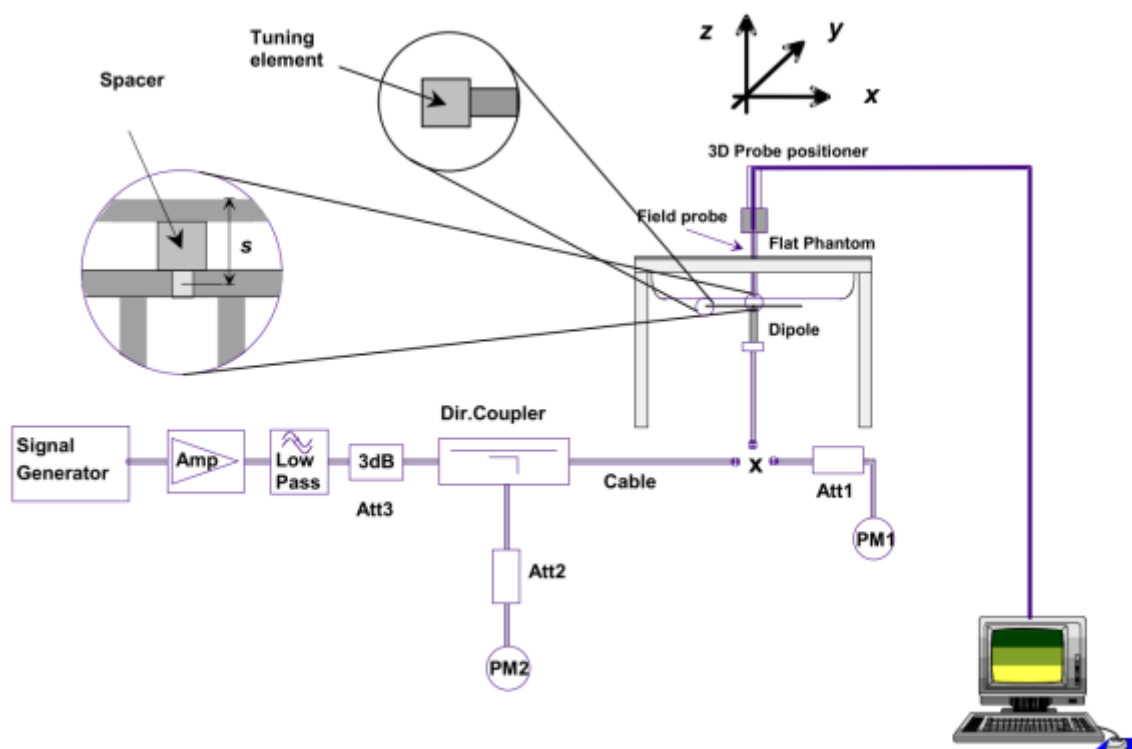 Tuning
element
z
y
x
Spacer
3D Probe positioner
s
Field probe
Flat Phantom
Dipole
Dir.Coupler
Signal
Generator
Amp
Low
Pass
3dB
Att3
Cable
x
Att1
PM1
Att2
PM2